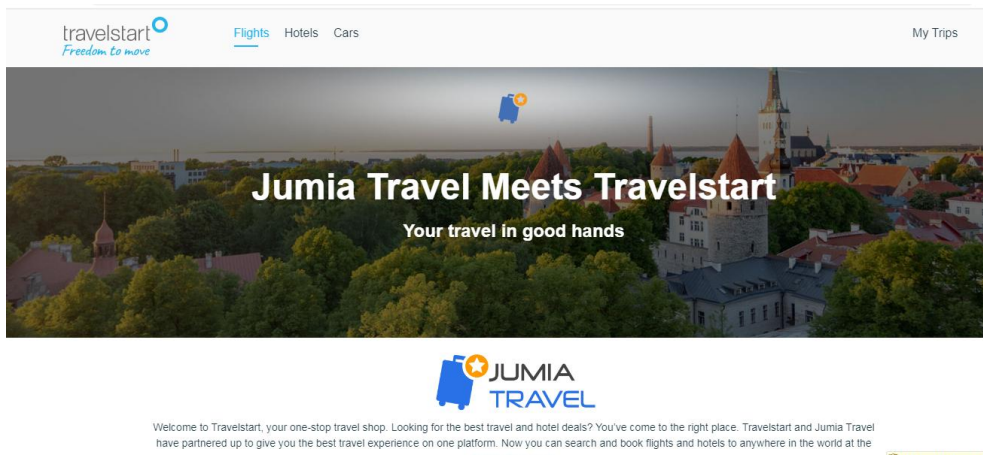 travelstart
Freedom to move
Flights Hotels Cars My Trips
Jumia Travel Meets Travelstart
Your travel in good hands
JUMIA
TRAVEL
Welcome to Travelstart, your one-stop travel shop. Looking for the best travel and hotel deals? You've come to the right place. Travelstart and Jumia Travel
have partnered up to give you the best travel experience on one platform. Now you can search and book flights and hotels to anywhere in the world at the